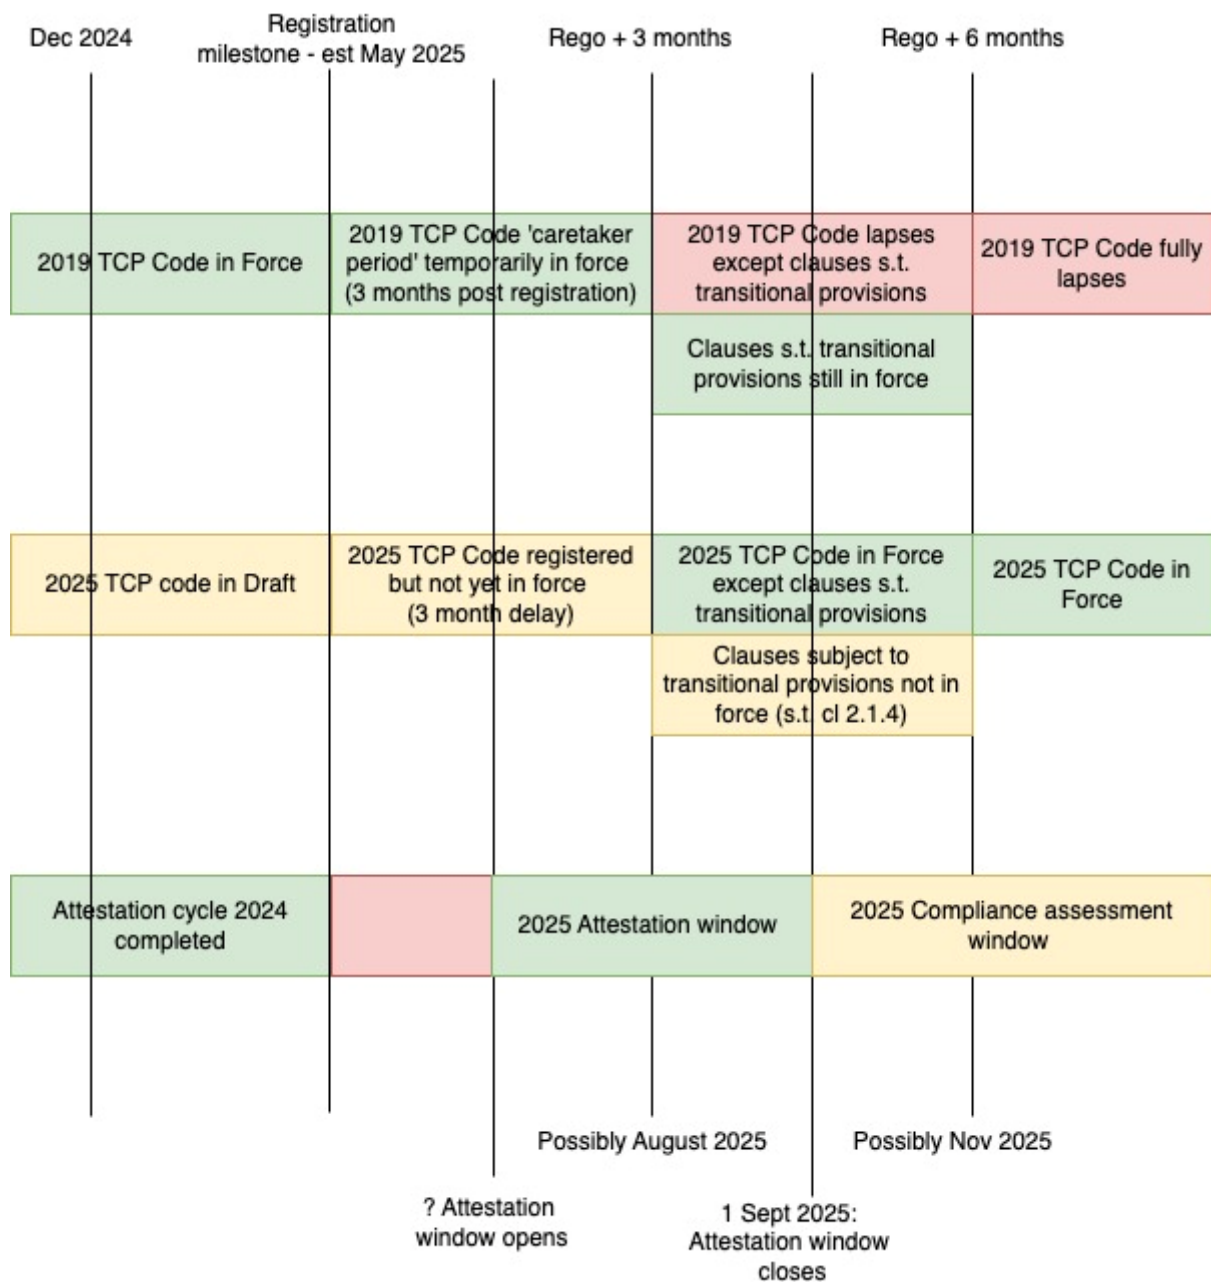 Dec 2024
Registration
milestone - est May 2025
Rego + 3 months
Rego + 6 months
2019 TCP Code in Force
2019 TCP Code 'caretaker
period' temporarily in force
(3 months post registration)
2019 TCP Code lapses
except clauses s.t.
transitional provisions
2019 TCP Code fully
lapses
Clauses s.t. transitional
provisions still in force
2025 TCP code in Draft
2025 TCP Code registered
but not yet in force
(3 month delay)
2025 TCP Code in Force
except clauses s.t.
transitional provisions
2025 TCP Code in
Force
Clauses subject to
transitional provisions not in
force (s.t. cl 2.1.4)
Attestation cycle 2024
completed
2025 Attestation window
2025 Compliance assessment
window
Possibly August 2025
Possibly Nov 2025
? Attestation
window opens
1 Sept 2025:
Attestation window
closes